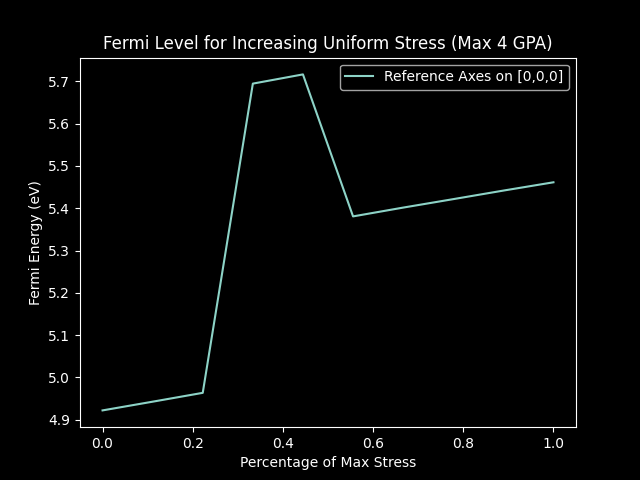 Fermi Level for Increasing Uniform Stress (Max 4 GPA)
Reference Axes on [0,0,0]
Fermi Energy (eV)
5.7
5.6
5.5
5.4
5.3
5.2
5.1
5.0
4.9
0.0 0.2 0.4 0.6 0.8 1.0
Percentage of Max Stress